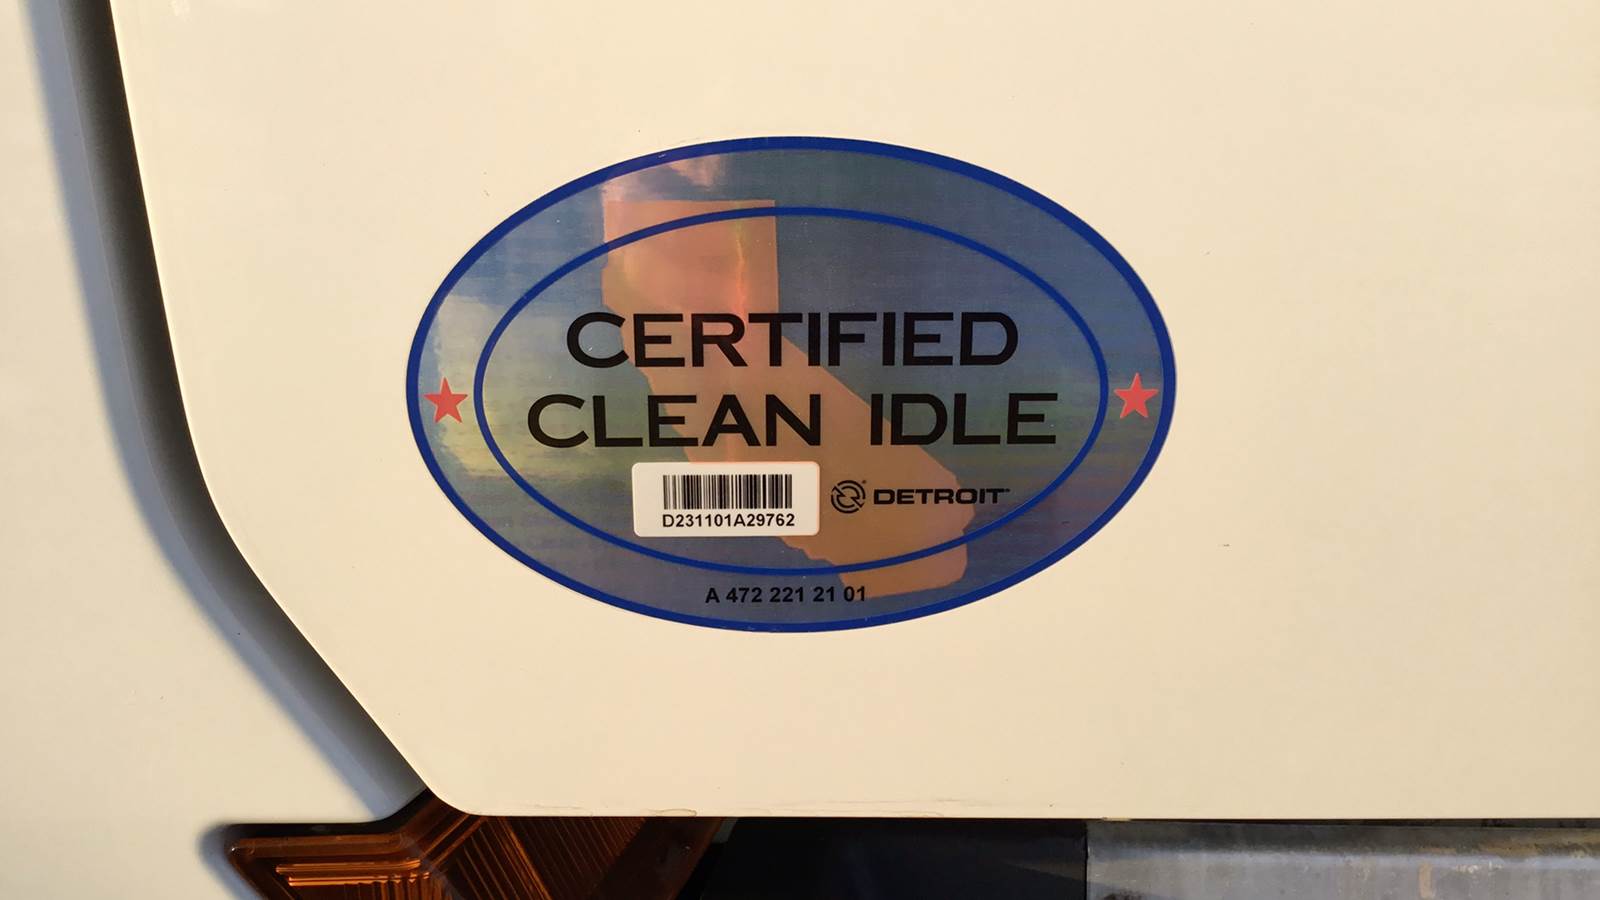 CERTIFIED
CLEAN IDLE
D231101A29762
DETROIT
A 472 221 21 01